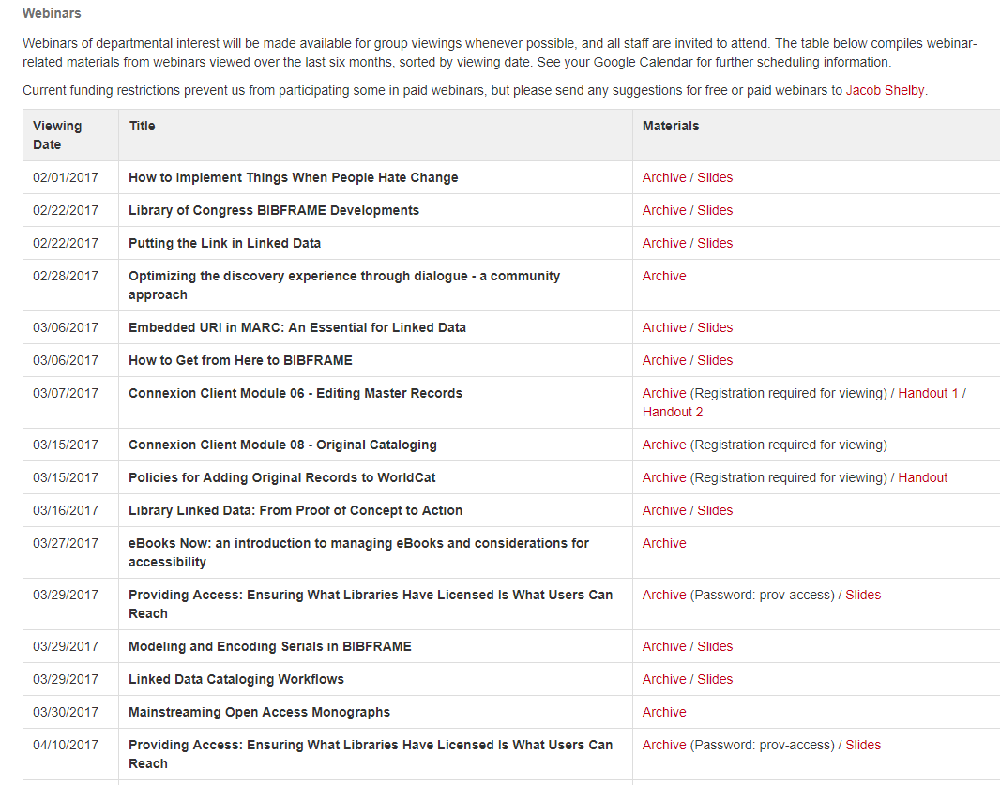 Webinars
Webinars of departmental interest will be made available for group viewings whenever possible, and all staff are invited to attend. The table below compiles webinar-
related materials from webinars viewed over the last six months, sorted by viewing date. See your Google Calendar for further scheduling information.
Current funding restrictions prevent us from participating some in paid webinars, but please send any suggestions for free or paid webinars to Jacob Shelby.
Viewing Title Materials
Date
02/01/2017 How to Implement Things When People Hate Change Archive / Slides
02/22/2017 Library of Congress BIBFRAME Developments Archive / Slides
02/22/2017 Putting the Link in Linked Data Archive / Slides
02/28/2017 Optimizing the discovery experience through dialogue - a community Archive
approach
03/06/2017 Embedded URI in MARC: An Essential for Linked Data Archive / Slides
03/06/2017 How to Get from Here to BIBFRAME Archive / Slides
03/07/2017 Connexion Client Module 06 - Editing Master Records Archive (Registration required for viewing) / Handout 1 /
Handout 2
03/15/2017 Connexion Client Module 08 - Original Cataloging Archive (Registration required for viewing)
03/15/2017 Policies for Adding Original Records to WorldCat Archive (Registration required for viewing) / Handout
03/16/2017 Library Linked Data: From Proof of Concept to Action Archive / Slides
03/27/2017 eBooks Now: an introduction to managing eBooks and considerations for Archive
accessibility
03/29/2017 Providing Access: Ensuring What Libraries Have Licensed Is What Users Can Archive (Password: prov-access) / Slides
Reach
03/29/2017 Modeling and Encoding Serials in BIBFRAME Archive / Slides
03/29/2017 Linked Data Cataloging Workflows Archive / Slides
03/30/2017 Mainstreaming Open Access Monographs Archive
04/10/2017 Providing Access: Ensuring What Libraries Have Licensed Is What Users Can Archive (Password: prov-access) / Slides
Reach